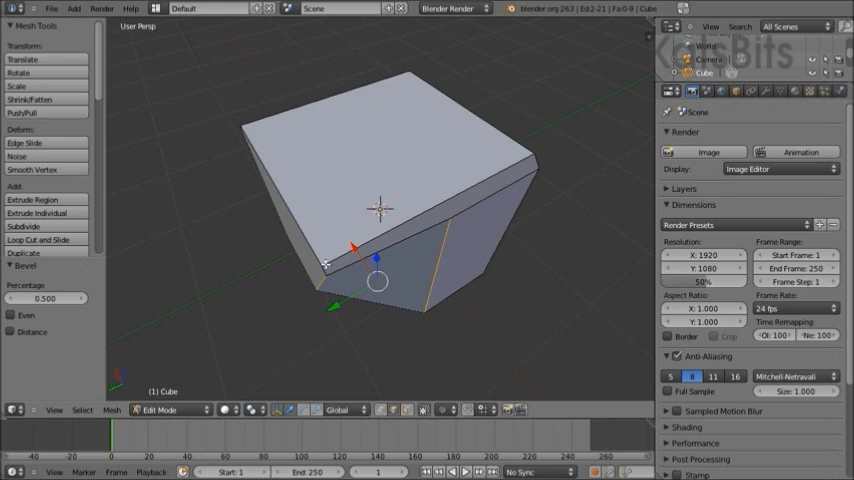 File Add Render Help
Default
Scene
Blender Render
blender.org 263 | Ed:2-21 | Fa:0-9 | Cube
User Persp
View Search All Scenes
World
Camera
Cube
KatsBits
Mesh Tools
Transform:
Translate
Rotate
Scale
Shrink/Fatten
Push/Pull
Deform:
Edge Slide
Noise
Smooth Vertex
Add:
Extrude Region
Extrude Individual
Subdivide
Loop Cut and Slide
Duplicate
Bevel
Percentage
0.500
Even
Distance
Scene
Render
Image Animation
Display: Image Editor
Layers
Dimensions
Render Presets
Resolution: Frame Range:
X: 1920 Start Frame: 1
Y: 1080 End Frame: 250
50% Frame Step: 1
Aspect Ratio: Frame Rate:
X: 1.000 24 fps
Y: 1.000 Time Remapping:
Border Crop Ol: 100 Ne: 100
Anti-Aliasing
5 8 11 16 Mitchell-Netravali
Full Sample Size: 1.000
Sampled Motion Blur
Shading
Performance
Post Processing
Stamp
(1) Cube
View Select Mesh Edit Mode Global
-40 -20 0 20 40 60 80 100 120 140 160 180 200 220 240 260
View Marker Frame Playback Start: 1 End: 250 1 No Sync